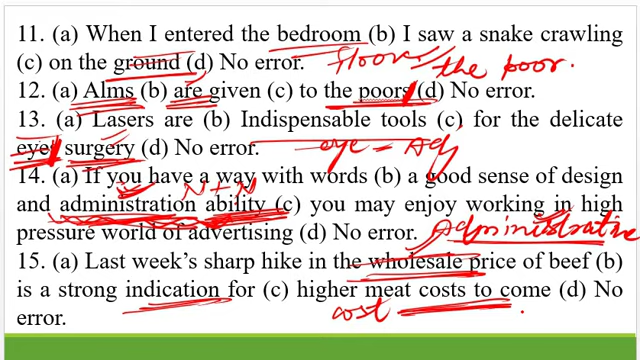 11. (a) When I entered the bedroom (b) I saw a snake crawling
(c) on the ground (d) No error. floor the poor.
12. (a) Alms (b) are given (c) to the poors (d) No error.
13. (a) Lasers are (b) Indispensable tools (c) for the delicate
eye surgery (d) No error. eye = Adj
14. (a) If you have a way with words (b) a good sense of design
N + N
and administration ability (c) you may enjoy working in high
pressure world of advertising (d) No error. Administrative
15. (a) Last week's sharp hike in the wholesale price of beef (b)
is a strong indication for (c) higher meat costs to come (d) No
error. cost